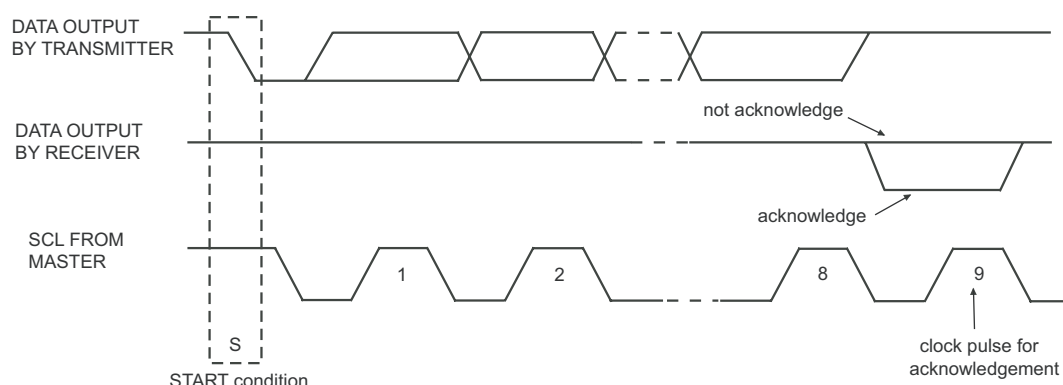 DATA OUTPUT
BY TRANSMITTER
not acknowledge
DATA OUTPUT
BY RECEIVER
acknowledge
SCL FROM
MASTER
1
2
8
9
S
START condition
clock pulse for
acknowledgement